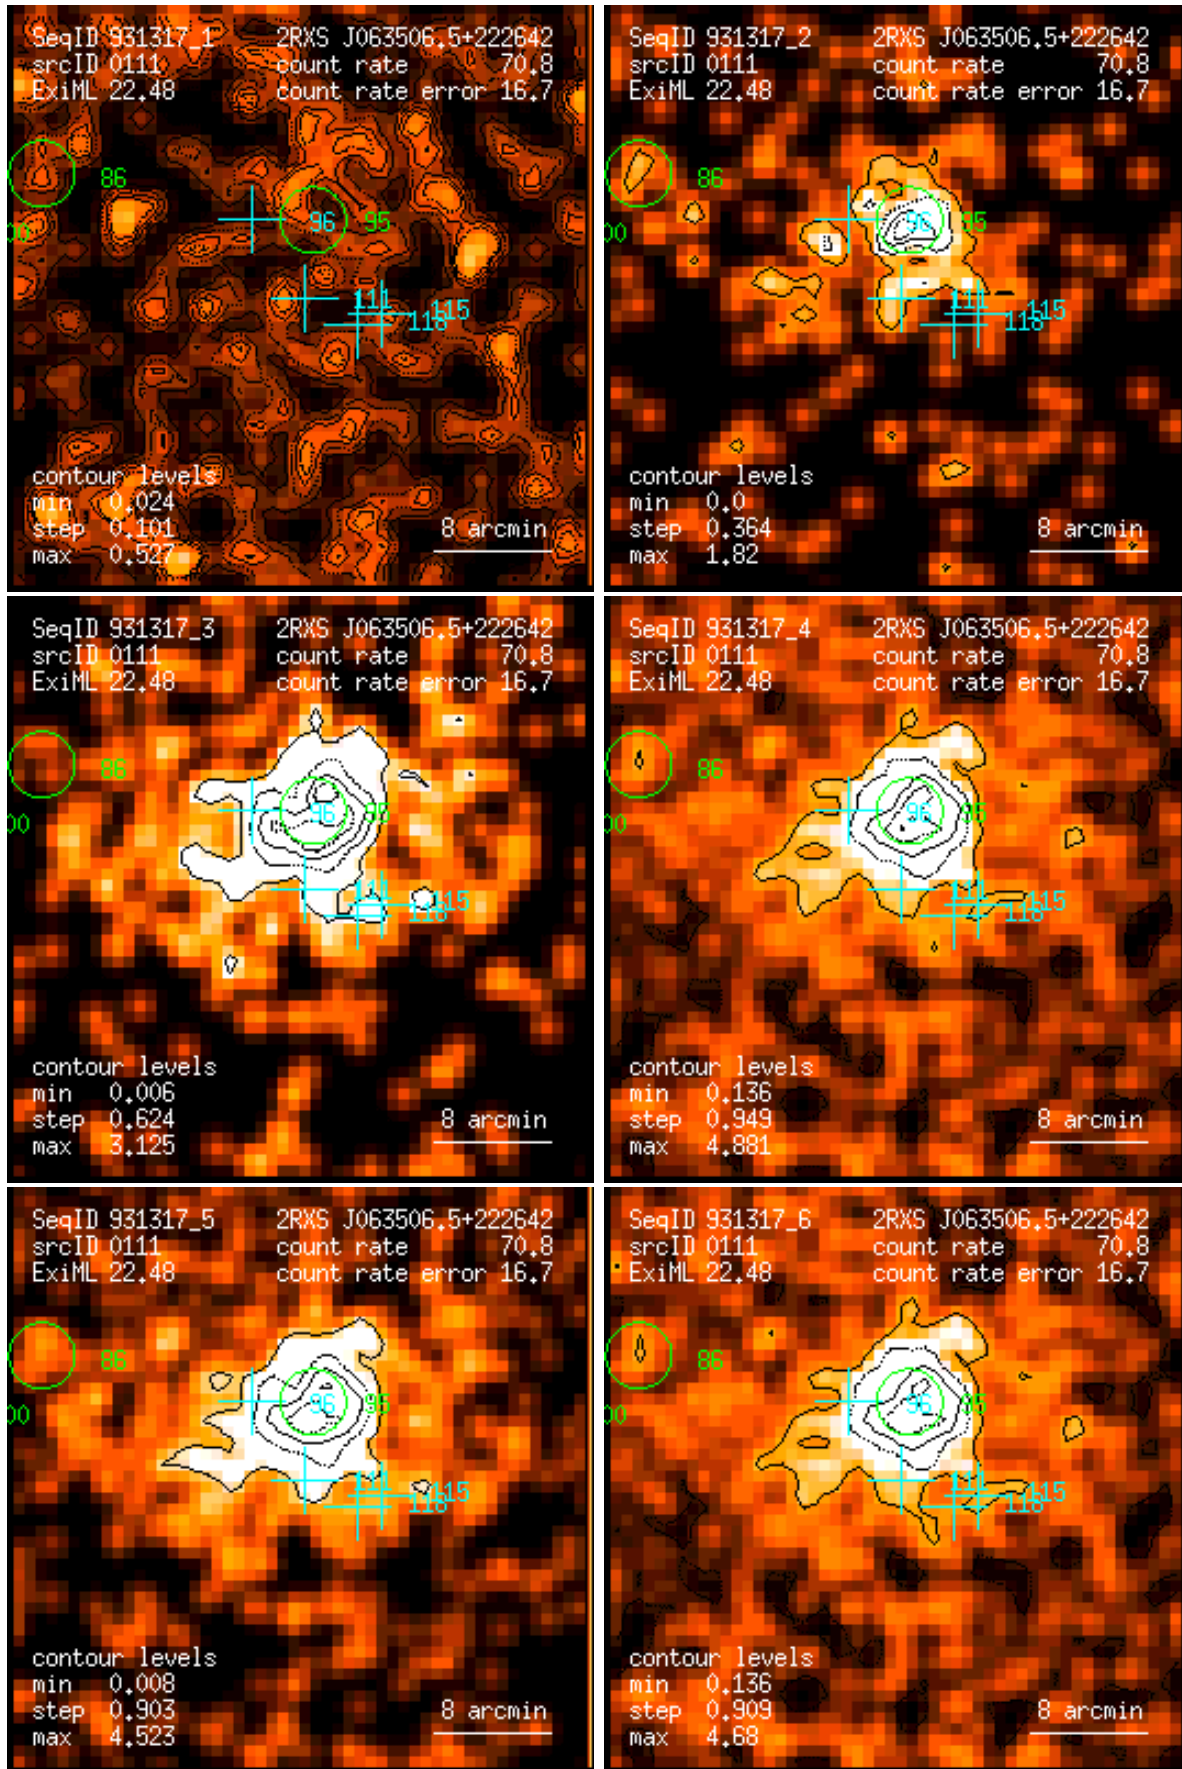 SeqID 931317_1 2RXS J063506.5+222642
srcID 0111 count rate 70.8
ExiML 22.48 count rate error 16.7
86
00 96 95
111 115
118
contour levels
min 0.024
step 0.101 8 arcmin
max 0.527
SeqID 931317_2 2RXS J063506.5+222642
srcID 0111 count rate 70.8
ExiML 22.48 count rate error 16.7
86
00 96 95
111 115
118
contour levels
min 0.0
step 0.364 8 arcmin
max 1.82
SeqID 931317_3 2RXS J063506.5+222642
srcID 0111 count rate 70.8
ExiML 22.48 count rate error 16.7
86
00 96 95
111 115
118
contour levels
min 0.006
step 0.624 8 arcmin
max 3.125
SeqID 931317_4 2RXS J063506.5+222642
srcID 0111 count rate 70.8
ExiML 22.48 count rate error 16.7
86
00 96 95
111 115
118
contour levels
min 0.136
step 0.949 8 arcmin
max 4.881
SeqID 931317_5 2RXS J063506.5+222642
srcID 0111 count rate 70.8
ExiML 22.48 count rate error 16.7
86
00 96 95
111 115
118
contour levels
min 0.008
step 0.903 8 arcmin
max 4.523
SeqID 931317_6 2RXS J063506.5+222642
srcID 0111 count rate 70.8
ExiML 22.48 count rate error 16.7
86
00 96 95
111 115
118
contour levels
min 0.136
step 0.909 8 arcmin
max 4.68